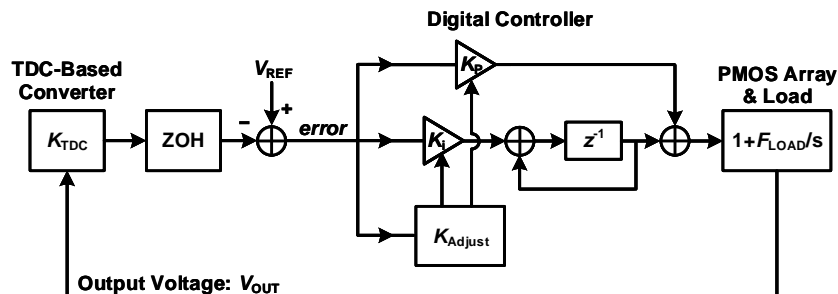 Digital Controller
TDC-Based
Converter
K_TDC
ZOH
V_REF
−
+
error
K_P
K_i
K_Adjust
z^-1
PMOS Array
& Load
1+F_LOAD/s
Output Voltage: V_OUT